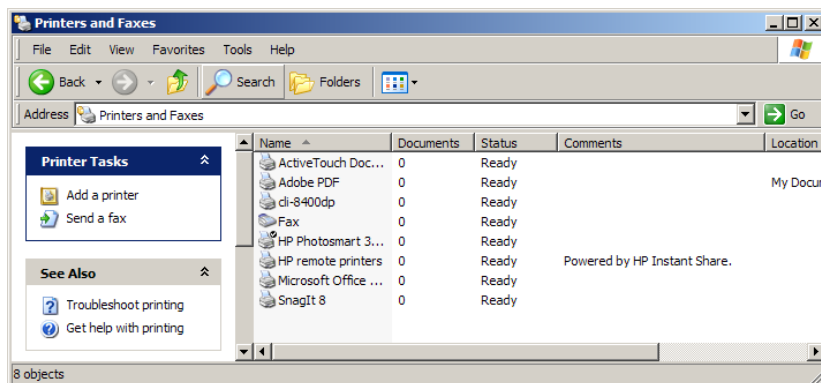 Printers and Faxes
File Edit View Favorites Tools Help
Back Search Folders
Address Printers and Faxes Go
Printer Tasks
Add a printer
Send a fax
See Also
Troubleshoot printing
Get help with printing
Name Documents Status Comments Location
ActiveTouch Doc... 0 Ready
Adobe PDF 0 Ready My Docum
cli-8400dp 0 Ready
Fax 0 Ready
HP Photosmart 3... 0 Ready
HP remote printers 0 Ready Powered by HP Instant Share.
Microsoft Office ... 0 Ready
SnagIt 8 0 Ready
8 objects